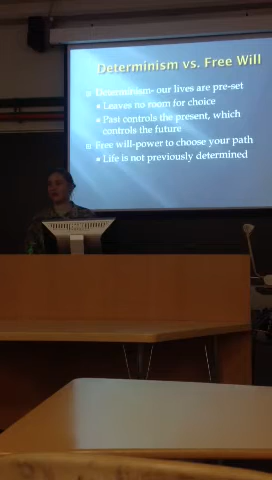 Determinism vs. Free Will
Determinism- our lives are pre-set
Leaves no room for choice
Past controls the present, which
controls the future
Free will-power to choose your path
Life is not previously determined